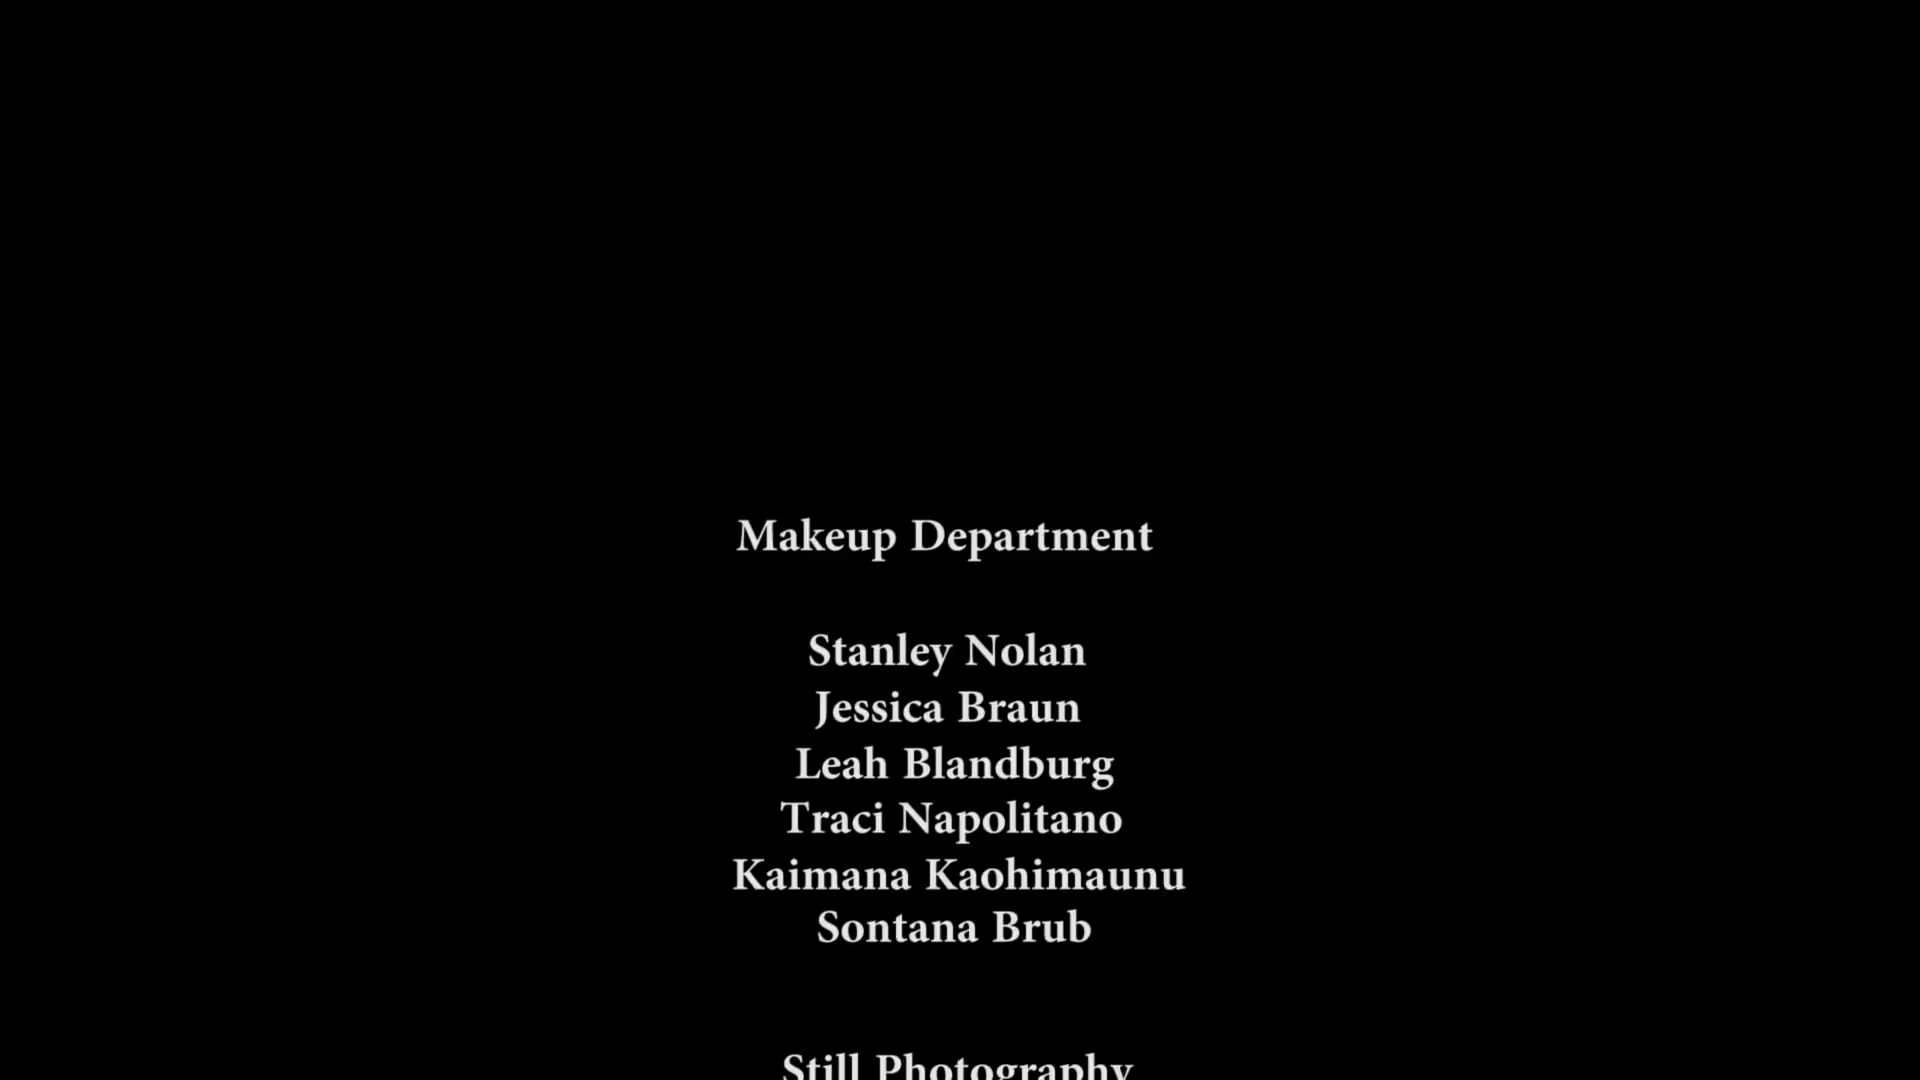 Makeup Department
Stanley Nolan
Jessica Braun
Leah Blandburg
Traci Napolitano
Kaimana Kaohimaunu
Sontana Brub
Still Photography